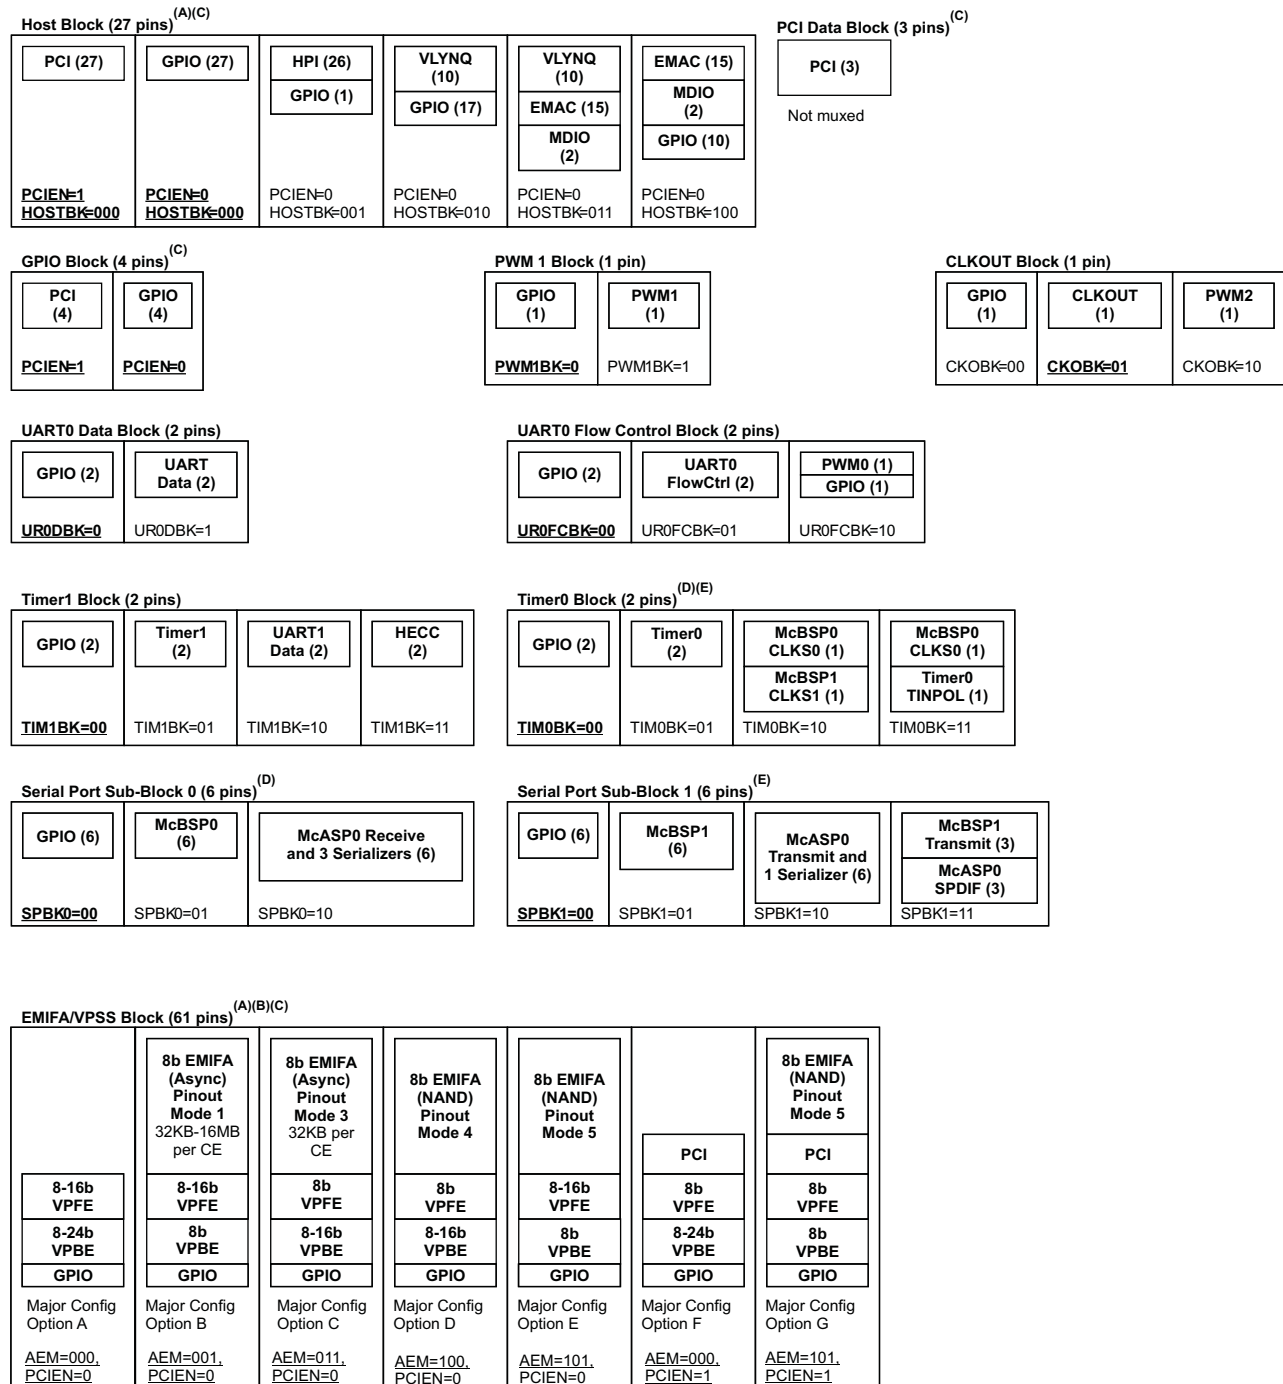 Host Block (27 pins)(A)(C)
PCI (27)
PCIEN=1
HOSTBK=000
GPIO (27)
PCIEN=0
HOSTBK=000
HPI (26)
GPIO (1)
PCIEN=0
HOSTBK=001
VLYNQ
(10)
GPIO (17)
PCIEN=0
HOSTBK=010
VLYNQ
(10)
EMAC (15)
MDIO
(2)
PCIEN=0
HOSTBK=011
EMAC (15)
MDIO
(2)
GPIO (10)
PCIEN=0
HOSTBK=100
PCI Data Block (3 pins)(C)
PCI (3)
Not muxed
GPIO Block (4 pins)(C)
PCI
(4)
PCIEN=1
GPIO
(4)
PCIEN=0
PWM 1 Block (1 pin)
GPIO
(1)
PWM1BK=0
PWM1
(1)
PWM1BK=1
CLKOUT Block (1 pin)
GPIO
(1)
CKOBK=00
CLKOUT
(1)
CKOBK=01
PWM2
(1)
CKOBK=10
UART0 Data Block (2 pins)
GPIO (2)
UR0DBK=0
UART
Data (2)
UR0DBK=1
UART0 Flow Control Block (2 pins)
GPIO (2)
UR0FCBK=00
UART0
FlowCtrl (2)
UR0FCBK=01
PWM0 (1)
GPIO (1)
UR0FCBK=10
Timer1 Block (2 pins)
GPIO (2)
TIM1BK=00
Timer1
(2)
TIM1BK=01
UART1
Data (2)
TIM1BK=10
HECC
(2)
TIM1BK=11
Timer0 Block (2 pins)(D)(E)
GPIO (2)
TIM0BK=00
Timer0
(2)
TIM0BK=01
McBSP0
CLKS0 (1)
McBSP1
CLKS1 (1)
TIM0BK=10
McBSP0
CLKS0 (1)
Timer0
TINPOL (1)
TIM0BK=11
Serial Port Sub-Block 0 (6 pins)(D)
GPIO (6)
SPBK0=00
McBSP0
(6)
SPBK0=01
McASP0 Receive
and 3 Serializers (6)
SPBK0=10
Serial Port Sub-Block 1 (6 pins)(E)
GPIO (6)
SPBK1=00
McBSP1
(6)
SPBK1=01
McASP0
Transmit and
1 Serializer (6)
SPBK1=10
McBSP1
Transmit (3)
McASP0
SPDIF (3)
SPBK1=11
EMIFA/VPSS Block (61 pins)(A)(B)(C)
8-16b
VPFE
8-24b
VPBE
GPIO
Major Config
Option A
AEM=000,
PCIEN=0
8b EMIFA
(Async)
Pinout
Mode 1
32KB-16MB
per CE
8-16b
VPFE
8b
VPBE
GPIO
Major Config
Option B
AEM=001,
PCIEN=0
8b EMIFA
(Async)
Pinout
Mode 3
32KB per
CE
8b
VPFE
8-16b
VPBE
GPIO
Major Config
Option C
AEM=011,
PCIEN=0
8b EMIFA
(NAND)
Pinout
Mode 4
8b
VPFE
8-16b
VPBE
GPIO
Major Config
Option D
AEM=100,
PCIEN=0
8b EMIFA
(NAND)
Pinout
Mode 5
8-16b
VPFE
8b
VPBE
GPIO
Major Config
Option E
AEM=101,
PCIEN=0
PCI
8b
VPFE
8-24b
VPBE
GPIO
Major Config
Option F
AEM=000,
PCIEN=1
8b EMIFA
(NAND)
Pinout
Mode 5
PCI
8b
VPFE
8b
VPBE
GPIO
Major Config
Option G
AEM=101,
PCIEN=1